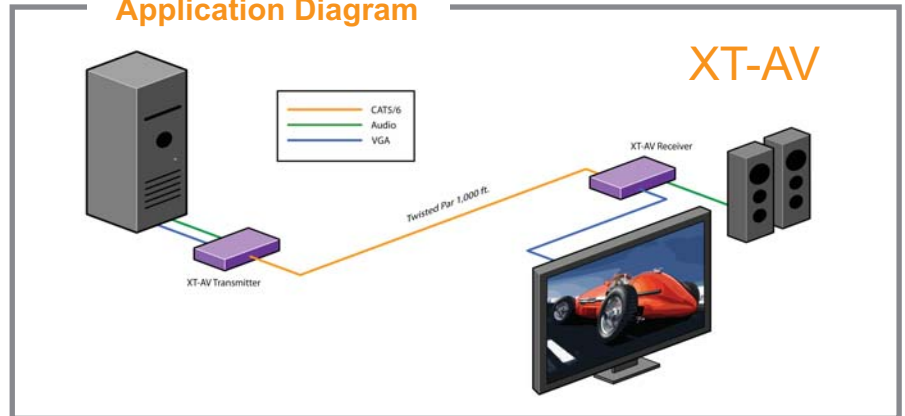 Application Diagram
XT-AV
CAT5/6
Audio
VGA
XT-AV Receiver
Twisted Par 1,000 ft.
XT-AV Transmitter